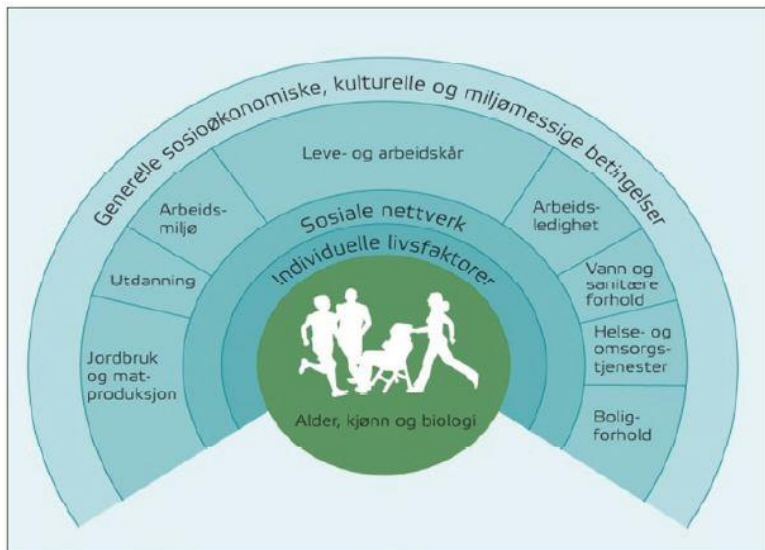 Generelle sosioøkonomiske, kulturelle og miljømessige betingelser
Leve- og arbeidskår
Arbeids-
miljø
Utdanning
Jordbruk
og mat-
produksjon
Sosiale nettverk
Individuelle livsfaktorer
Arbeids-
ledighet
Vann og
sanitære
forhold
Helse- og
omsorgs-
tjenester
Bolig-
forhold
Alder, kjønn og biologi